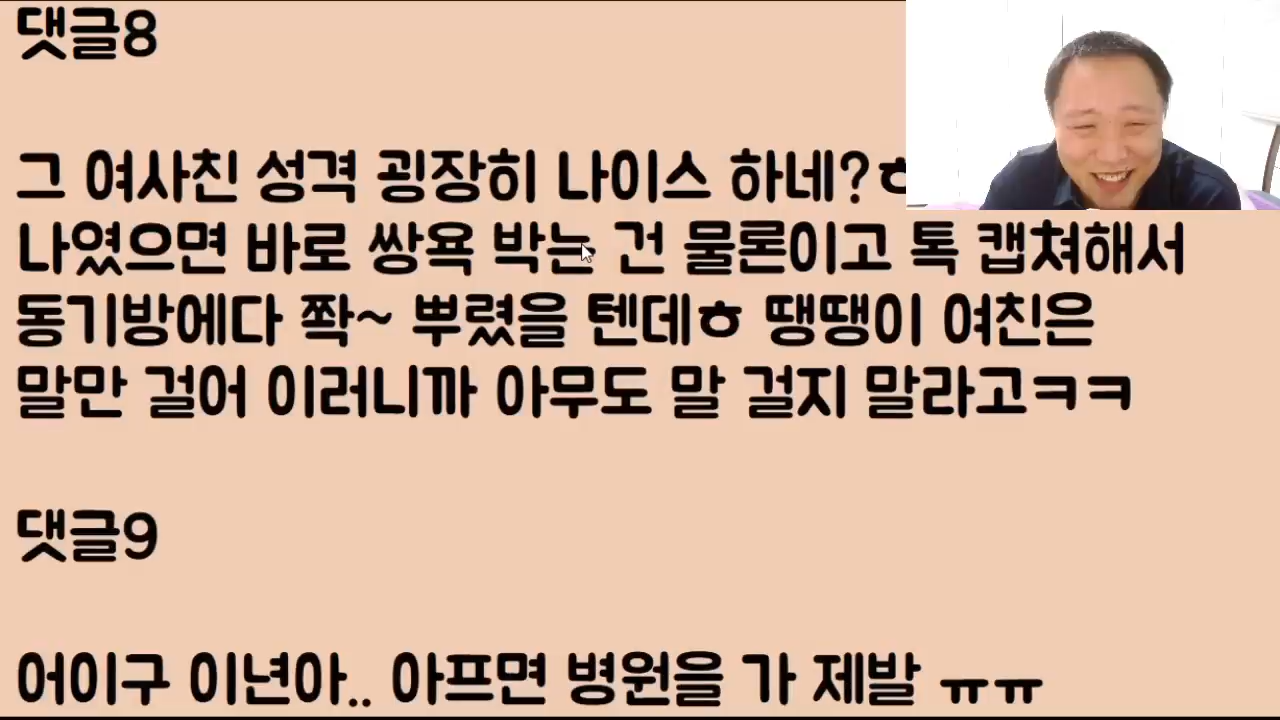 댓글8
그 여사친 성격 굉장히 나이스 하네?
나였으면 바로 쌍욕 박는 건 물론이고 톡 캡쳐해서
동기방에다 쫙~ 뿌렸을 텐데ㅎ 땡땡이 여친은
말만 걸어 이러니까 아무도 말 걸지 말라고ㅋㅋ
댓글9
어이구 이년아.. 아프면 병원을 가 제발 ㅠㅠ